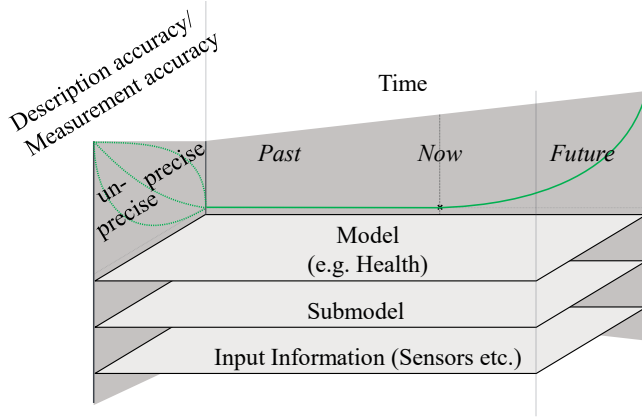 Description accuracy/
Measurement accuracy
Time
Past
Now
Future
precise
un-
precise
Model
(e.g. Health)
Submodel
Input Information (Sensors etc.)